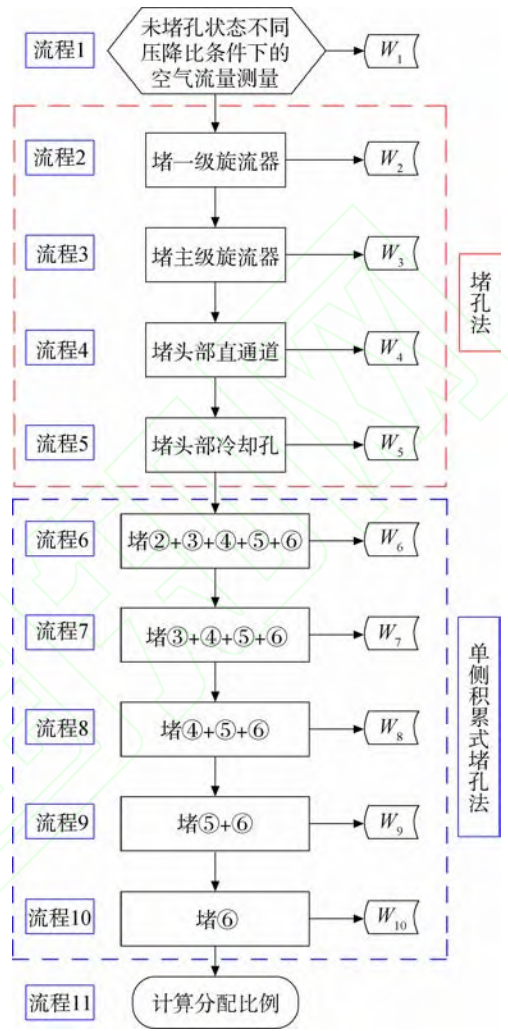 流程1
未堵孔状态不同
压降比条件下的
空气流量测量
W₁
流程2
堵一级旋流器
W₂
流程3
堵主级旋流器
W₃
流程4
堵头部直通道
W₄
流程5
堵头部冷却孔
W₅
堵孔法
流程6
堵②+③+④+⑤+⑥
W₆
流程7
堵③+④+⑤+⑥
W₇
流程8
堵④+⑤+⑥
W₈
流程9
堵⑤+⑥
W₉
流程10
堵⑥
W₁₀
单侧积累式堵孔法
流程11
计算分配比例